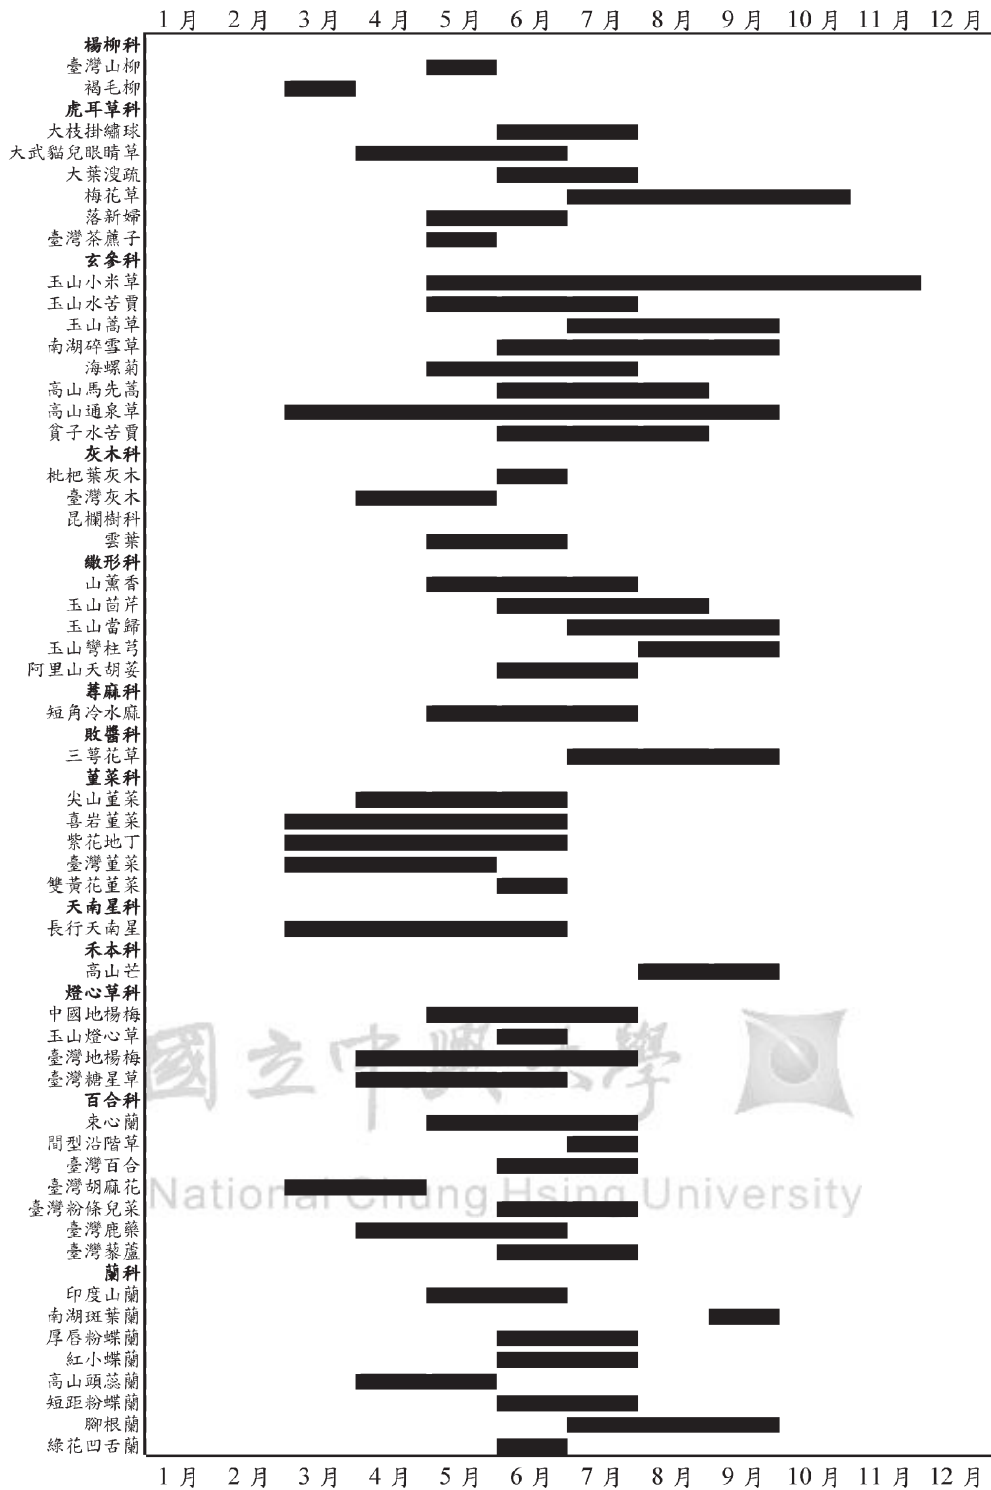 1 月 2 月 3 月 4 月 5 月 6 月 7 月 8 月 9 月 10 月 11 月 12 月
楊柳科
臺灣山柳
褐毛柳
虎耳草科
大枝掛繡球
大武貓兒眼睛草
大葉溲疏
梅花草
落新婦
臺灣茶藨子
玄參科
玉山小米草
玉山水苦賈
玉山蒿草
南湖碎雪草
海螺菊
高山馬先蒿
高山通泉草
貧子水苦賈
灰木科
枇杷葉灰木
臺灣灰木
昆欄樹科
雲葉
繖形科
山薰香
玉山茴芹
玉山當歸
玉山彎柱芎
阿里山天胡荽
蕁麻科
短角冷水麻
敗醬科
三萼花草
菫菜科
尖山菫菜
喜岩菫菜
紫花地丁
臺灣菫菜
雙黃花菫菜
天南星科
長行天南星
禾本科
高山芒
燈心草科
中國地楊梅
玉山燈心草
臺灣地楊梅
臺灣糖星草
百合科
束心蘭
間型沿階草
臺灣百合
臺灣胡麻花
臺灣粉條兒菜
臺灣鹿藥
臺灣藜蘆
蘭科
印度山蘭
南湖斑葉蘭
厚唇粉蝶蘭
紅小蝶蘭
高山頭蕊蘭
短距粉蝶蘭
腳根蘭
綠花凹舌蘭
1 月 2 月 3 月 4 月 5 月 6 月 7 月 8 月 9 月 10 月 11 月 12 月
國立中興大學
National Chung Hsing University